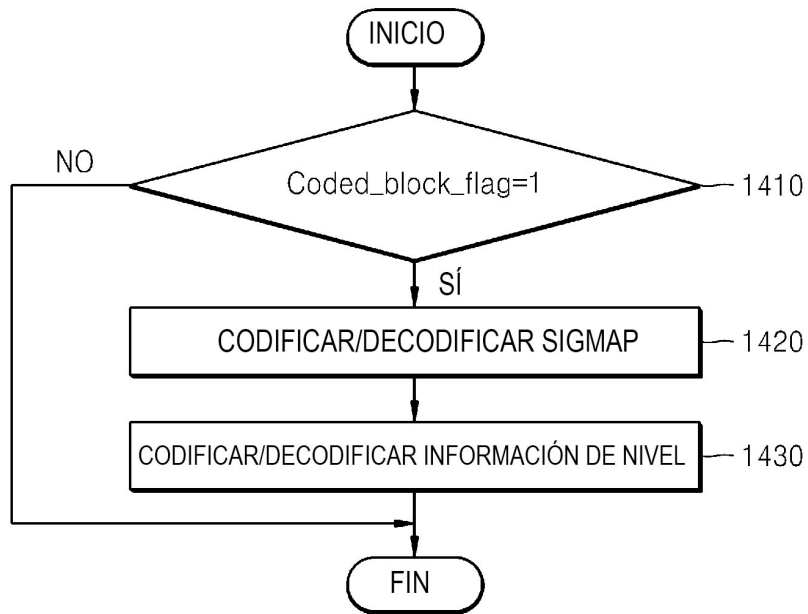 INICIO
NO
Coded_block_flag=1
1410
SÍ
CODIFICAR/DECODIFICAR SIGMAP
1420
CODIFICAR/DECODIFICAR INFORMACIÓN DE NIVEL
1430
FIN